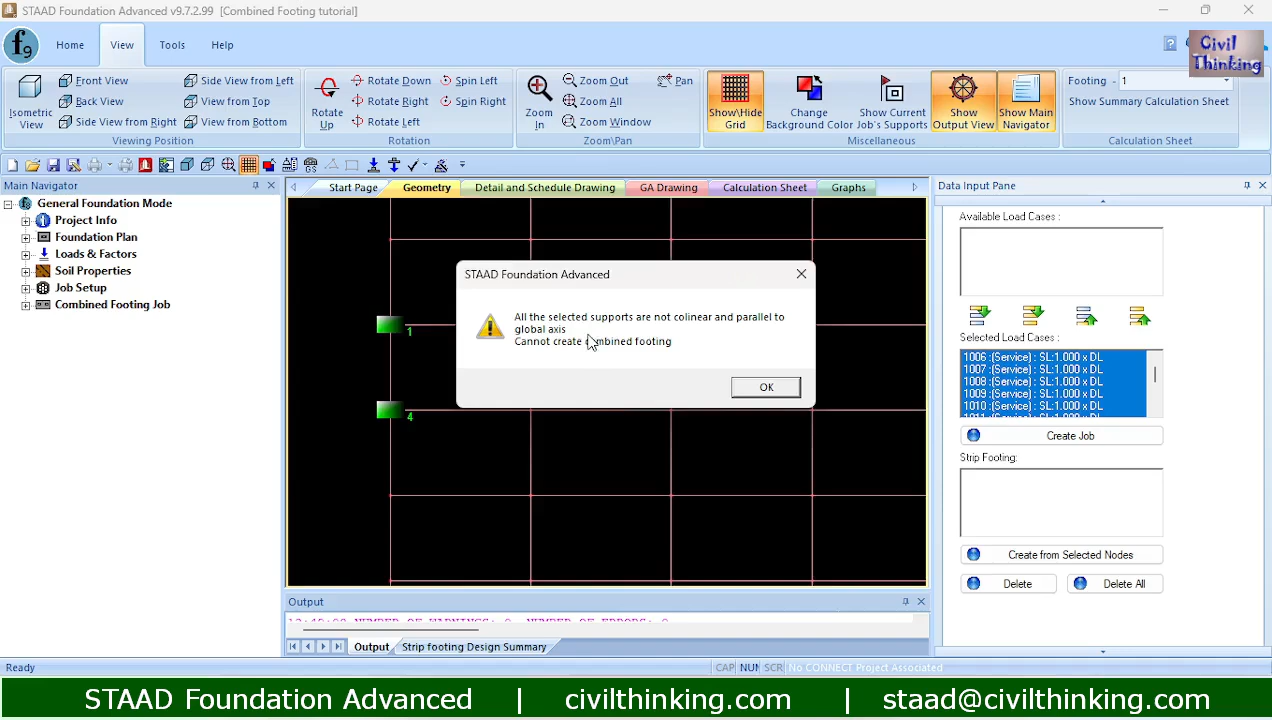 STAAD Foundation Advanced v9.7.2.99 [Combined Footing tutorial]
Home View Tools Help
Civil Thinking
Isometric View
Front View
Back View
Side View from Right
Side View from Left
View from Top
View from Bottom
Viewing Position
Rotate Up
Rotate Down
Rotate Right
Rotate Left
Spin Left
Spin Right
Rotation
Zoom In
Zoom Out
Zoom All
Zoom Window
Pan
Zoom\Pan
Show\Hide Grid
Change Background Color
Show Current Job's Supports
Show Output View
Show Main Navigator
Miscellaneous
Footing - 1
Show Summary Calculation Sheet
Calculation Sheet
Main Navigator
General Foundation Mode
Project Info
Foundation Plan
Loads & Factors
Soil Properties
Job Setup
Combined Footing Job
Start Page Geometry Detail and Schedule Drawing GA Drawing Calculation Sheet Graphs
1
4
STAAD Foundation Advanced
All the selected supports are not colinear and parallel to
global axis
Cannot create combined footing
OK
Data Input Pane
Available Load Cases :
Selected Load Cases :
1006 :(Service) : SL:1.000 x DL
1007 :(Service) : SL:1.000 x DL
1008 :(Service) : SL:1.000 x DL
1009 :(Service) : SL:1.000 x DL
1010 :(Service) : SL:1.000 x DL
Create Job
Strip Footing:
Create from Selected Nodes
Delete Delete All
Output
Output Strip footing Design Summary
Ready
CAP NUM SCR No CONNECT Project Associated
STAAD Foundation Advanced | civilthinking.com | staad@civilthinking.com